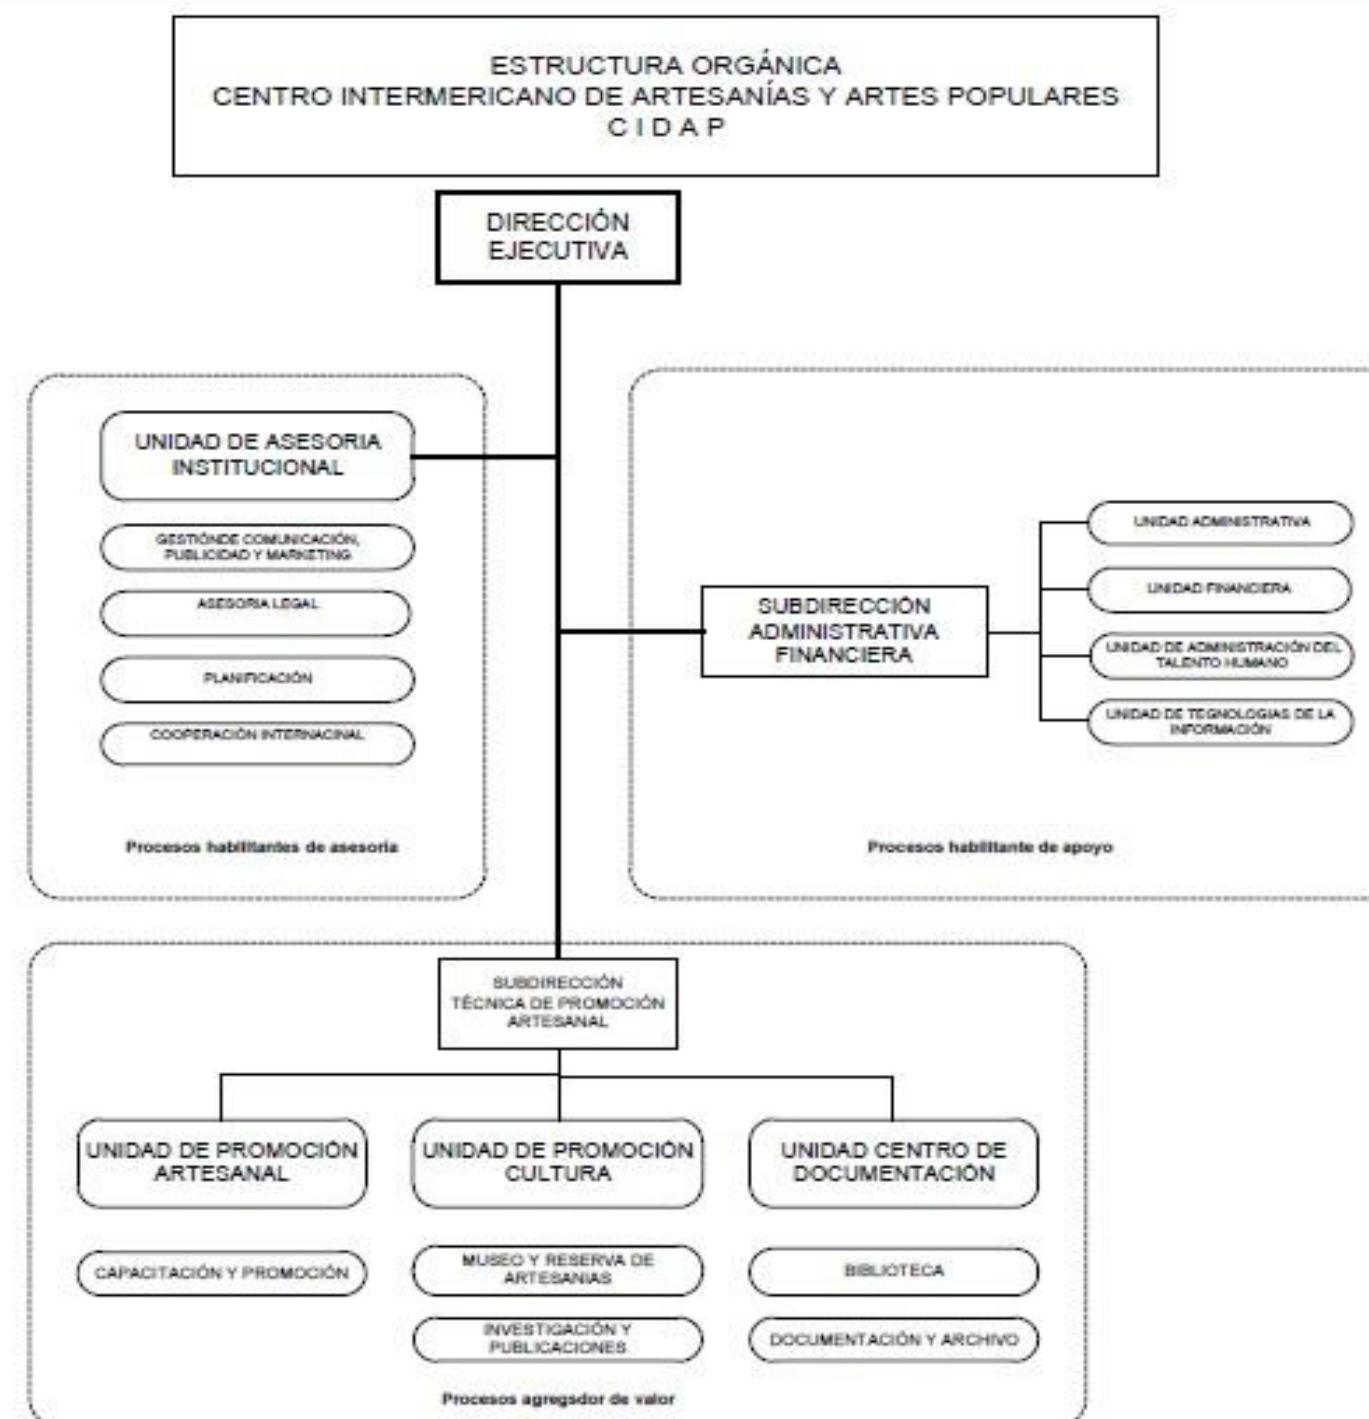 ESTRUCTURA ORGÁNICA
CENTRO INTERMERICANO DE ARTESANÍAS Y ARTES POPULARES
C I D A P
DIRECCIÓN
EJECUTIVA
UNIDAD DE ASESORIA
INSTITUCIONAL
GESTIÓNDE COMUNICACIÓN,
PUBLICIDAD Y MARKETING
ASESORIA LEGAL
PLANIFICACIÓN
COOPERACIÓN INTERNACINAL
Procesos habilitantes de asesoria
SUBDIRECCIÓN
ADMINISTRATIVA
FINANCIERA
UNIDAD ADMINISTRATIVA
UNIDAD FINANCIERA
UNIDAD DE ADMINISTRACIÓN DEL
TALENTO HUMANO
UNIDAD DE TEGNOLOGIAS DE LA
INFORMACIÓN
Procesos habilitante de apoyo
SUBDIRECCIÓN
TÉCNICA DE PROMOCIÓN
ARTESANAL
UNIDAD DE PROMOCIÓN
ARTESANAL
CAPACITACIÓN Y PROMOCIÓN
UNIDAD DE PROMOCIÓN
CULTURA
MUSEO Y RESERVA DE
ARTESANIAS
INVESTIGACIÓN Y
PUBLICACIONES
UNIDAD CENTRO DE
DOCUMENTACIÓN
BIBLIOTECA
DOCUMENTACIÓN Y ARCHIVO
Procesos agregsdor de valor